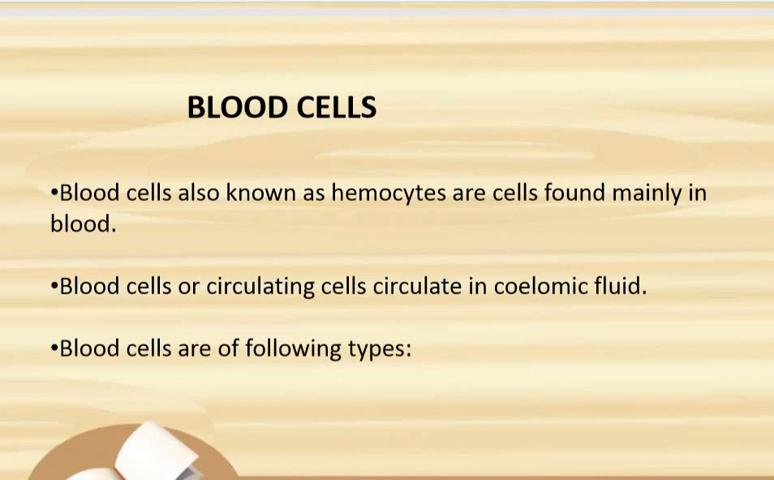 BLOOD CELLS
•Blood cells also known as hemocytes are cells found mainly in
blood.
•Blood cells or circulating cells circulate in coelomic fluid.
•Blood cells are of following types: